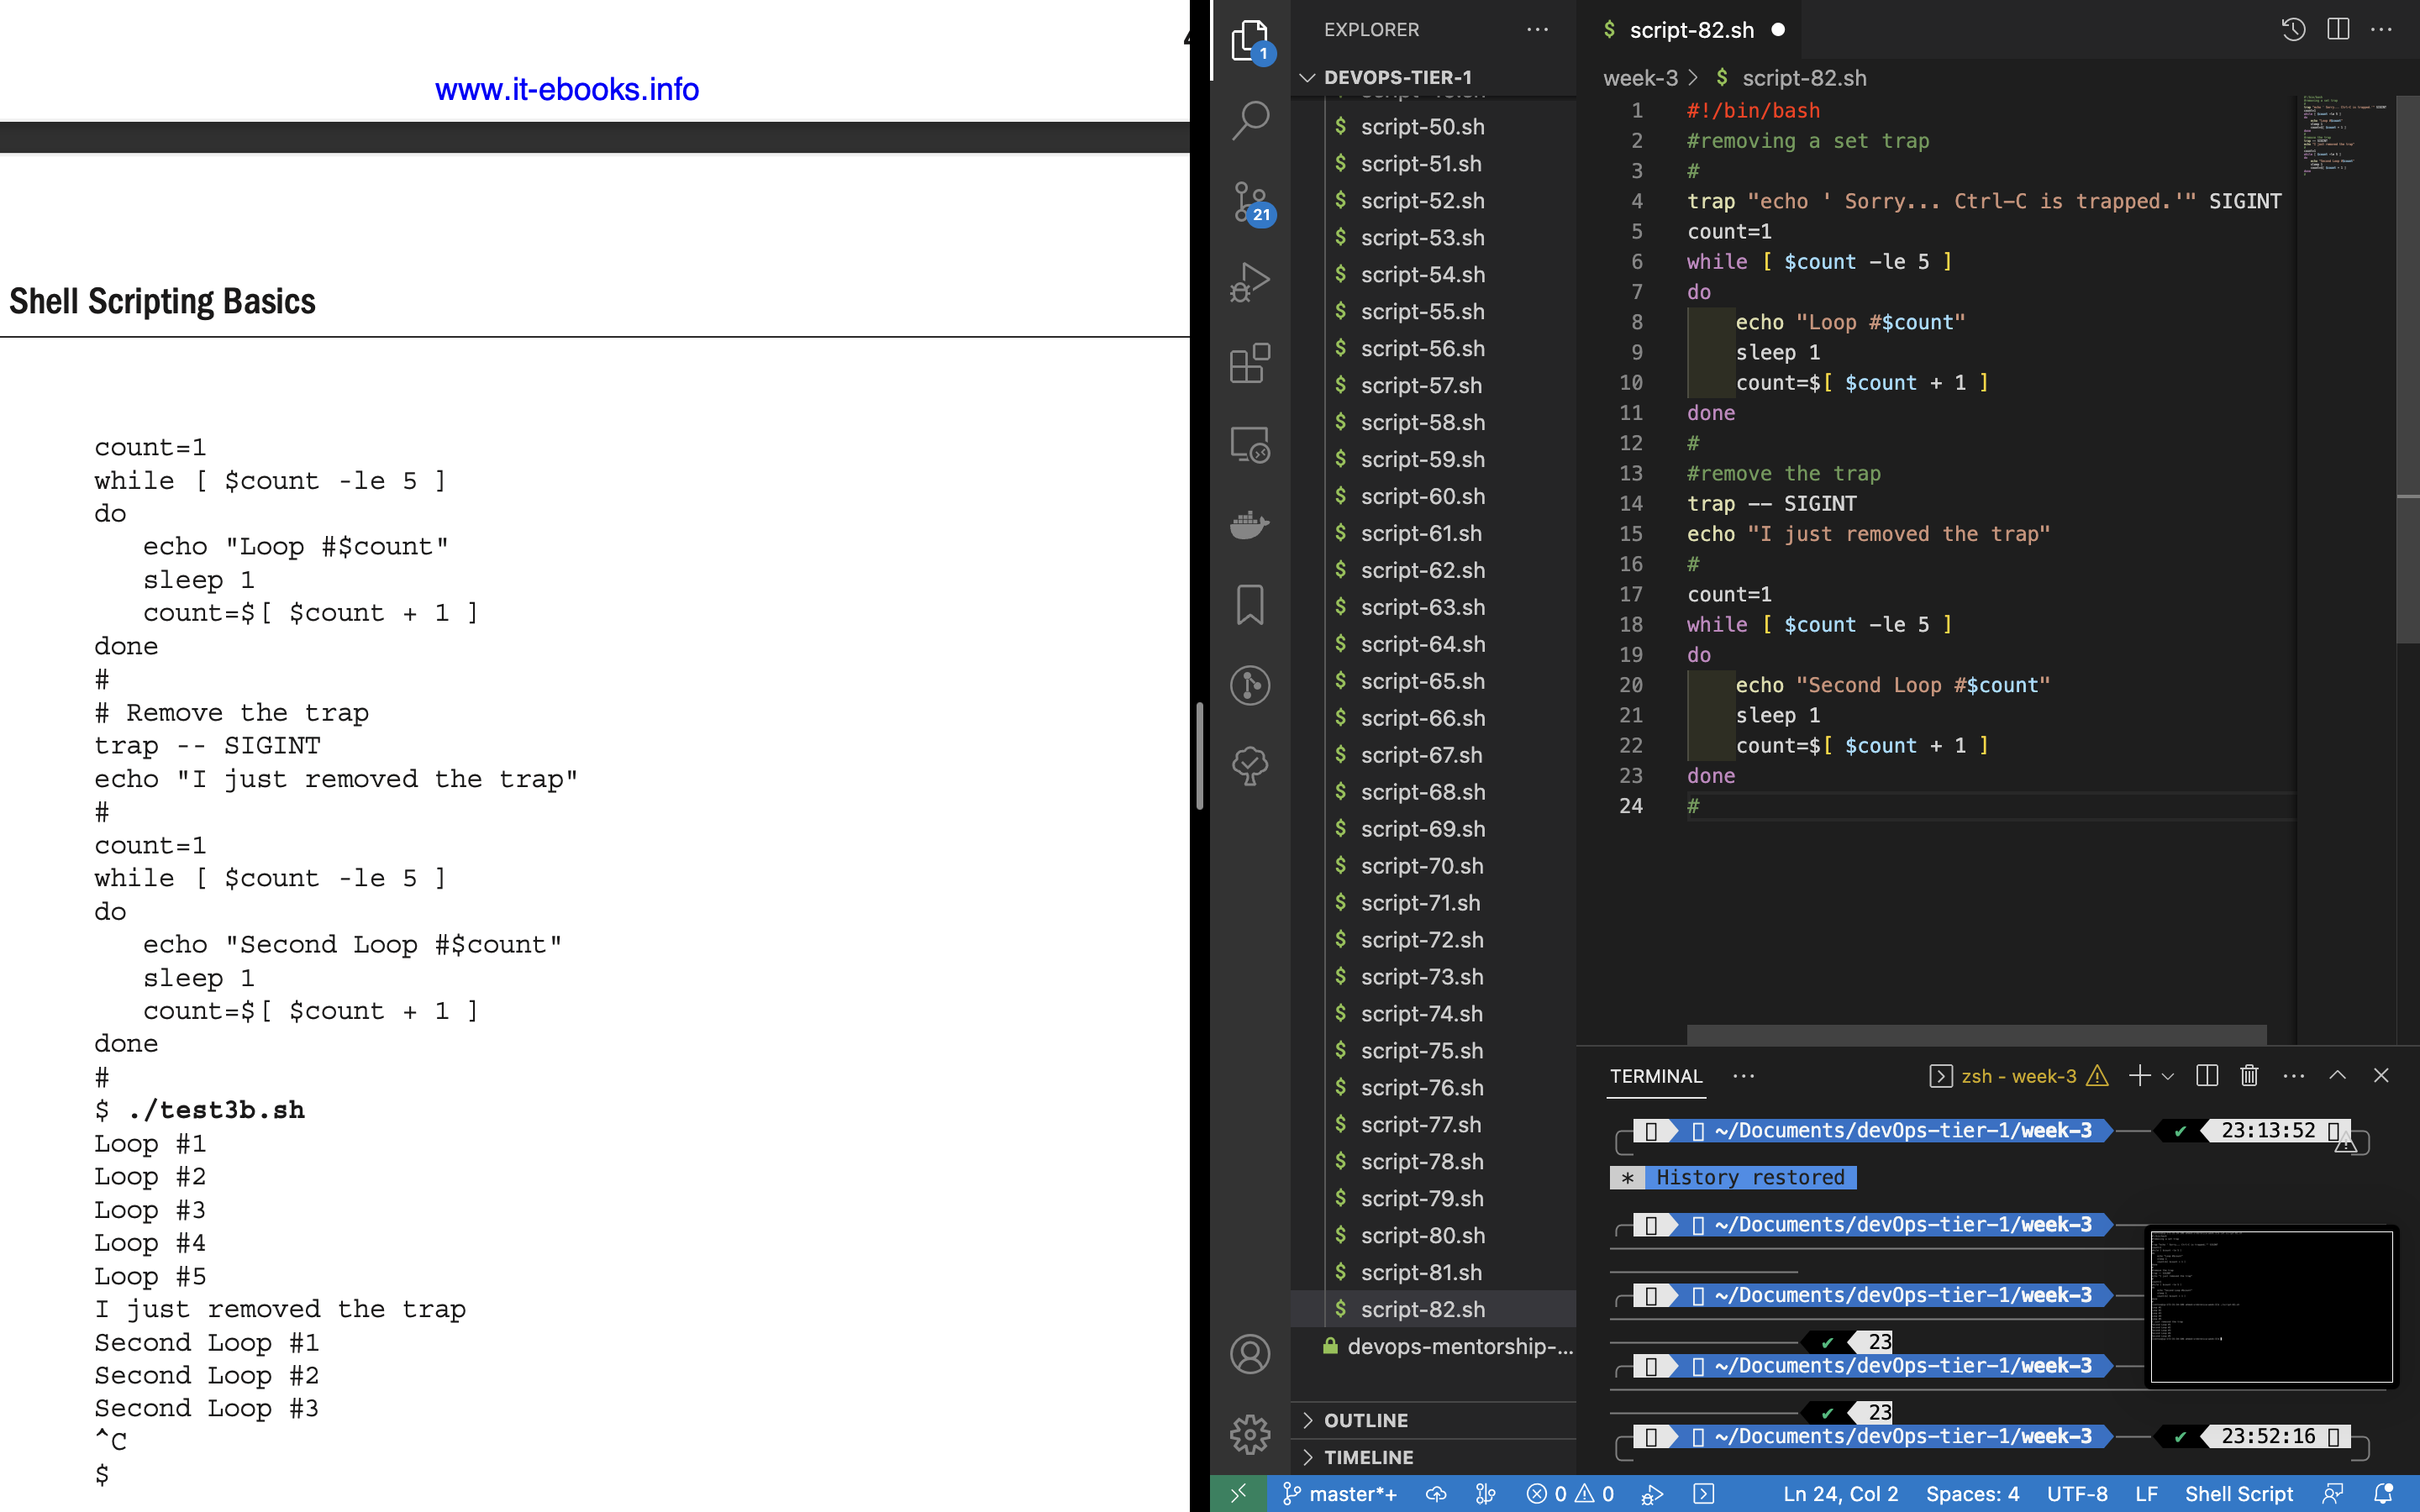 www.it-ebooks.info
Shell Scripting Basics
count=1
while [ $count -le 5 ]
do
echo "Loop #$count"
sleep 1
count=$[ $count + 1 ]
done
#
# Remove the trap
trap -- SIGINT
echo "I just removed the trap"
#
count=1
while [ $count -le 5 ]
do
echo "Second Loop #$count"
sleep 1
count=$[ $count + 1 ]
done
#
$ ./test3b.sh
Loop #1
Loop #2
Loop #3
Loop #4
Loop #5
I just removed the trap
Second Loop #1
Second Loop #2
Second Loop #3
^C
$
1
21
EXPLORER
DEVOPS-TIER-1
$ script-50.sh
$ script-51.sh
$ script-52.sh
$ script-53.sh
$ script-54.sh
$ script-55.sh
$ script-56.sh
$ script-57.sh
$ script-58.sh
$ script-59.sh
$ script-60.sh
$ script-61.sh
$ script-62.sh
$ script-63.sh
$ script-64.sh
$ script-65.sh
$ script-66.sh
$ script-67.sh
$ script-68.sh
$ script-69.sh
$ script-70.sh
$ script-71.sh
$ script-72.sh
$ script-73.sh
$ script-74.sh
$ script-75.sh
$ script-76.sh
$ script-77.sh
$ script-78.sh
$ script-79.sh
$ script-80.sh
$ script-81.sh
$ script-82.sh
devops-mentorship-...
OUTLINE
TIMELINE
$ script-82.sh
week-3 > $ script-82.sh
1 #!/bin/bash
2 #removing a set trap
3 #
4 trap "echo ' Sorry... Ctrl-C is trapped.'" SIGINT
5 count=1
6 while [ $count -le 5 ]
7 do
8 echo "Loop #$count"
9 sleep 1
10 count=$[ $count + 1 ]
11 done
12 #
13 #remove the trap
14 trap -- SIGINT
15 echo "I just removed the trap"
16 #
17 count=1
18 while [ $count -le 5 ]
19 do
20 echo "Second Loop #$count"
21 sleep 1
22 count=$[ $count + 1 ]
23 done
24 #
TERMINAL
zsh - week-3
~/Documents/devOps-tier-1/week-3 ✔ 23:13:52
* History restored
~/Documents/devOps-tier-1/week-3
~/Documents/devOps-tier-1/week-3
✔ 23
~/Documents/devOps-tier-1/week-3
✔ 23
~/Documents/devOps-tier-1/week-3 ✔ 23:52:16
master*+ 0 0 Ln 24, Col 2 Spaces: 4 UTF-8 LF Shell Script